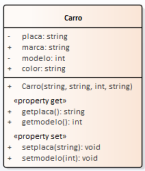 Carro
- placa: string
+ marca: string
- modelo: int
+ color: string
+ Carro(string, string, int, string)
«property get»
+ getplaca(): string
+ getmodelo(): int
«property set»
+ setplaca(string): void
+ setmodelo(int): void